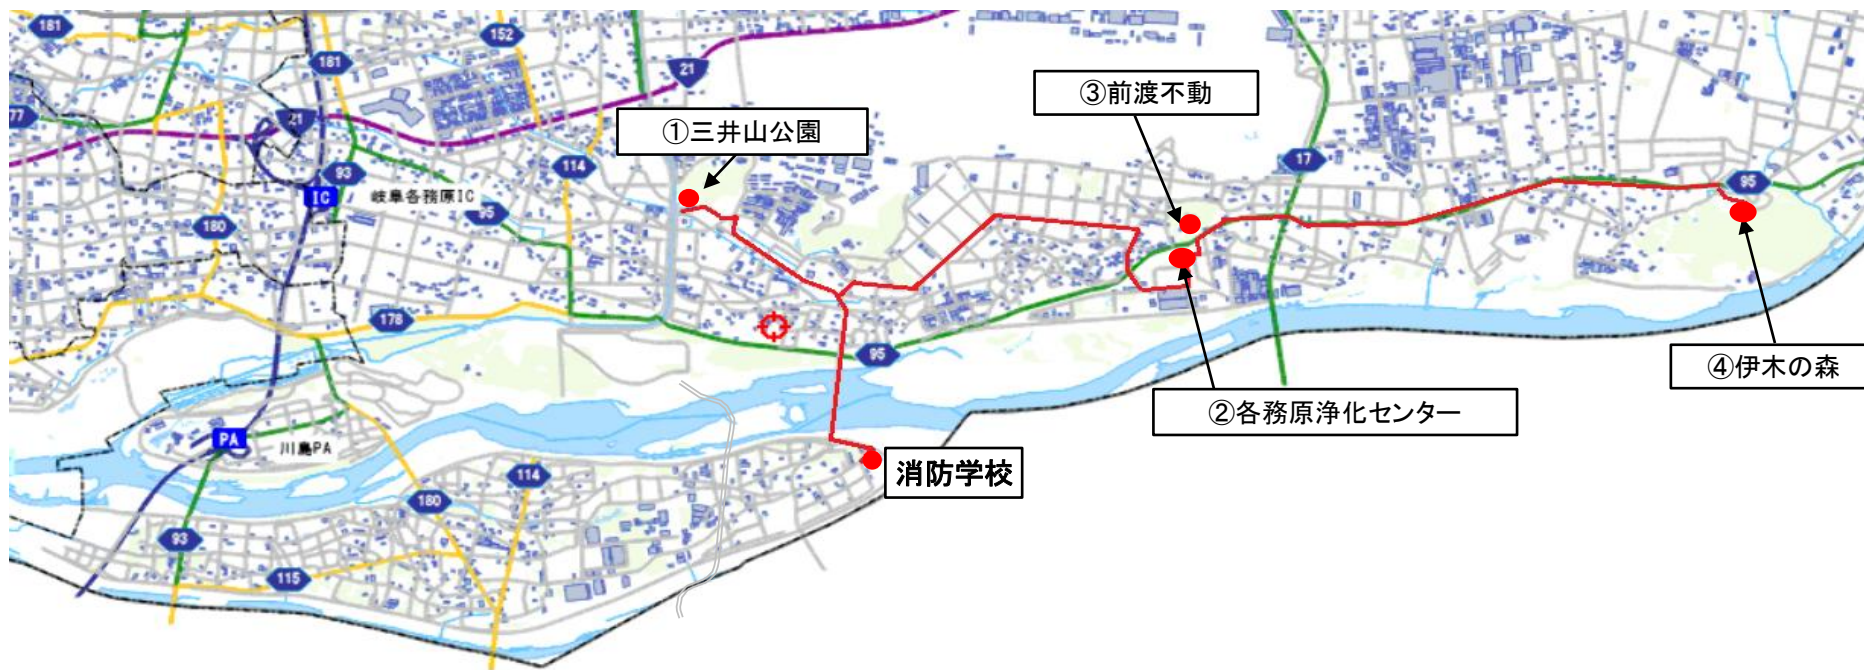 181
152
181
21
③前渡不動
①三井山公園
77
21
17
114
93
95
IC
岐阜各務原IC
95
180
178
95
④伊木の森
②各務原浄化センター
PA
川島PA
消防学校
114
180
93
115